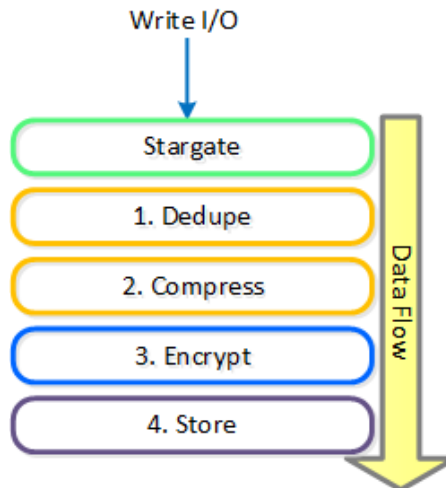 Write I/O
Stargate
1. Dedupe
2. Compress
3. Encrypt
4. Store
Data Flow